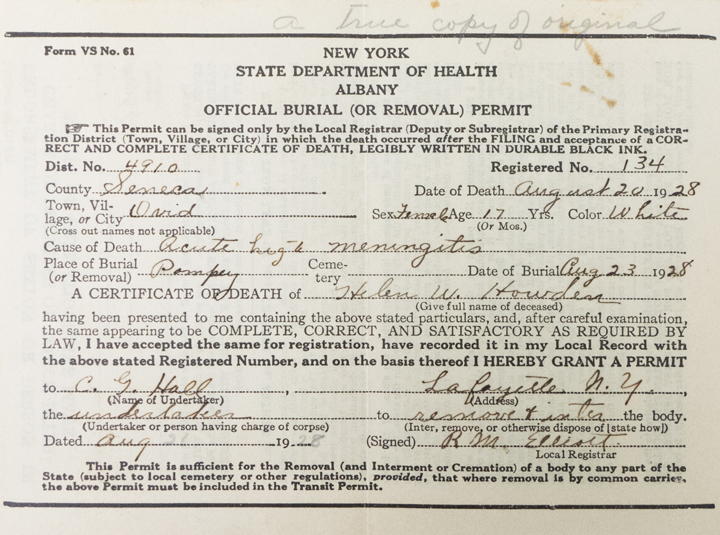 a True copy of original
Form VS No. 61
NEW YORK
STATE DEPARTMENT OF HEALTH
ALBANY
OFFICIAL BURIAL (OR REMOVAL) PERMIT
☞ This Permit can be signed only by the Local Registrar (Deputy or Subregistrar) of the Primary Registra-
tion District (Town, Village, or City) in which the death occurred after the FILING and acceptance of a COR-
RECT AND COMPLETE CERTIFICATE OF DEATH, LEGIBLY WRITTEN IN DURABLE BLACK INK.
Dist. No. 4910 Registered No. 134
County Seneca Date of Death August 20 1928
Town, Vil-
lage, or City Ovid Sex Female Age 17 Yrs. Color White
(Cross out names not applicable) (Or Mos.)
Cause of Death Acute meningitis
Place of Burial
(or Removal) Pompey Ceme-
tery Date of Burial Aug 23 1928
A CERTIFICATE OF DEATH of Helen W. Howden
(Give full name of deceased)
having been presented to me containing the above stated particulars, and, after careful examination,
the same appearing to be COMPLETE, CORRECT, AND SATISFACTORY AS REQUIRED BY
LAW, I have accepted the same for registration, have recorded it in my Local Record with
the above stated Registered Number, and on the basis thereof I HEREBY GRANT A PERMIT
to C. G. Hall, Lafayette N. Y.,
(Name of Undertaker) (Address)
the undertaker to remove & inter the body.
(Undertaker or person having charge of corpse) (Inter, remove, or otherwise dispose of [state how])
Dated Aug 1928 (Signed) R. M. Elliott
Local Registrar
This Permit is sufficient for the Removal (and Interment or Cremation) of a body to any part of the
State (subject to local cemetery or other regulations), provided, that where removal is by common carrier,
the above Permit must be included in the Transit Permit.